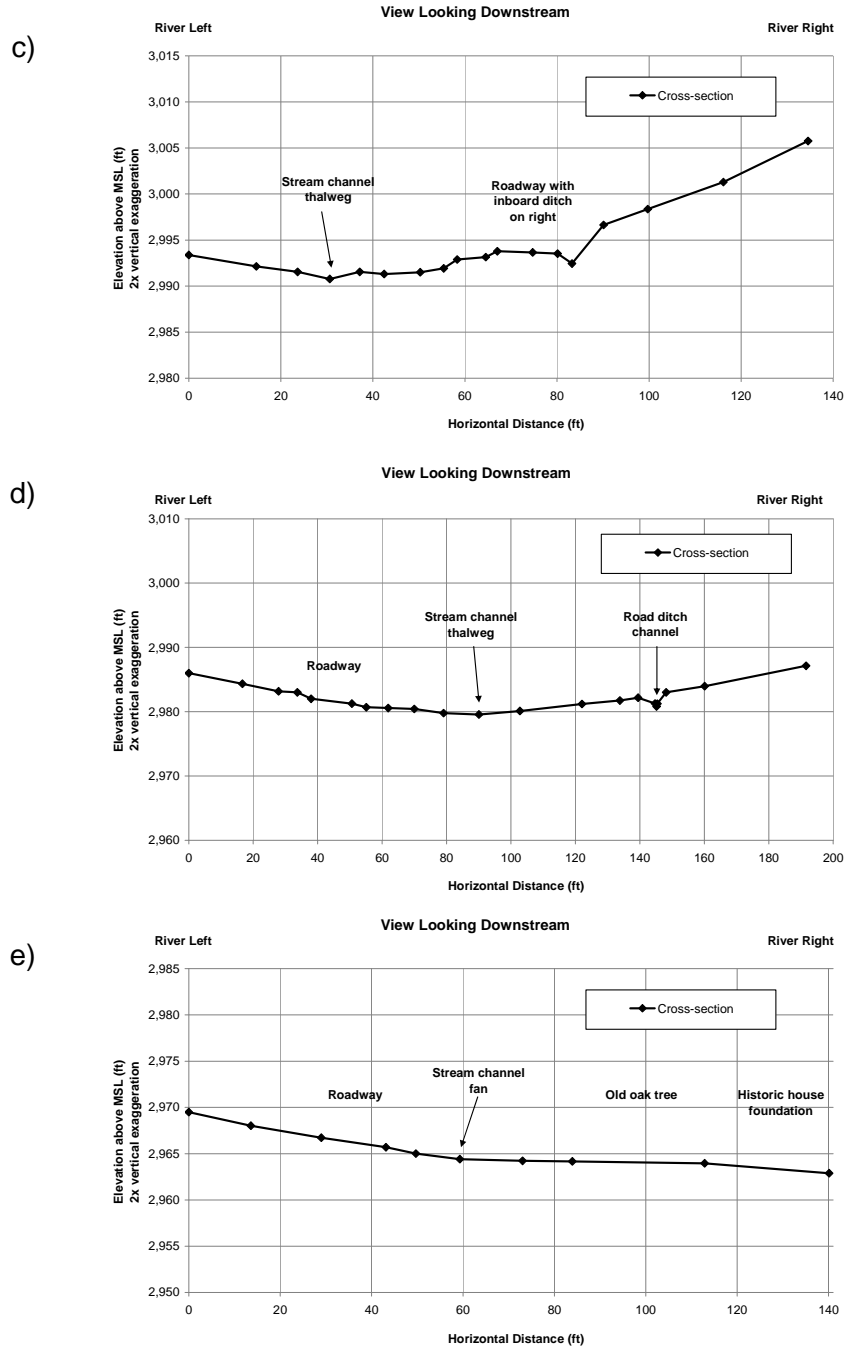 c)
View Looking Downstream
River Left
River Right
3,015
3,010
3,005
3,000
2,995
2,990
2,985
2,980
Elevation above MSL (ft)
2x vertical exaggeration
Cross-section
Stream channel
thalweg
Roadway with
inboard ditch
on right
0 20 40 60 80 100 120 140
Horizontal Distance (ft)
d)
View Looking Downstream
River Left
River Right
3,010
3,000
2,990
2,980
2,970
2,960
Elevation above MSL (ft)
2x vertical exaggeration
Cross-section
Roadway
Stream channel
thalweg
Road ditch
channel
0 20 40 60 80 100 120 140 160 180 200
Horizontal Distance (ft)
e)
View Looking Downstream
River Left
River Right
2,985
2,980
2,975
2,970
2,965
2,960
2,955
2,950
Elevation above MSL (ft)
2x vertical exaggeration
Cross-section
Roadway
Stream channel
fan
Old oak tree
Historic house
foundation
0 20 40 60 80 100 120 140
Horizontal Distance (ft)